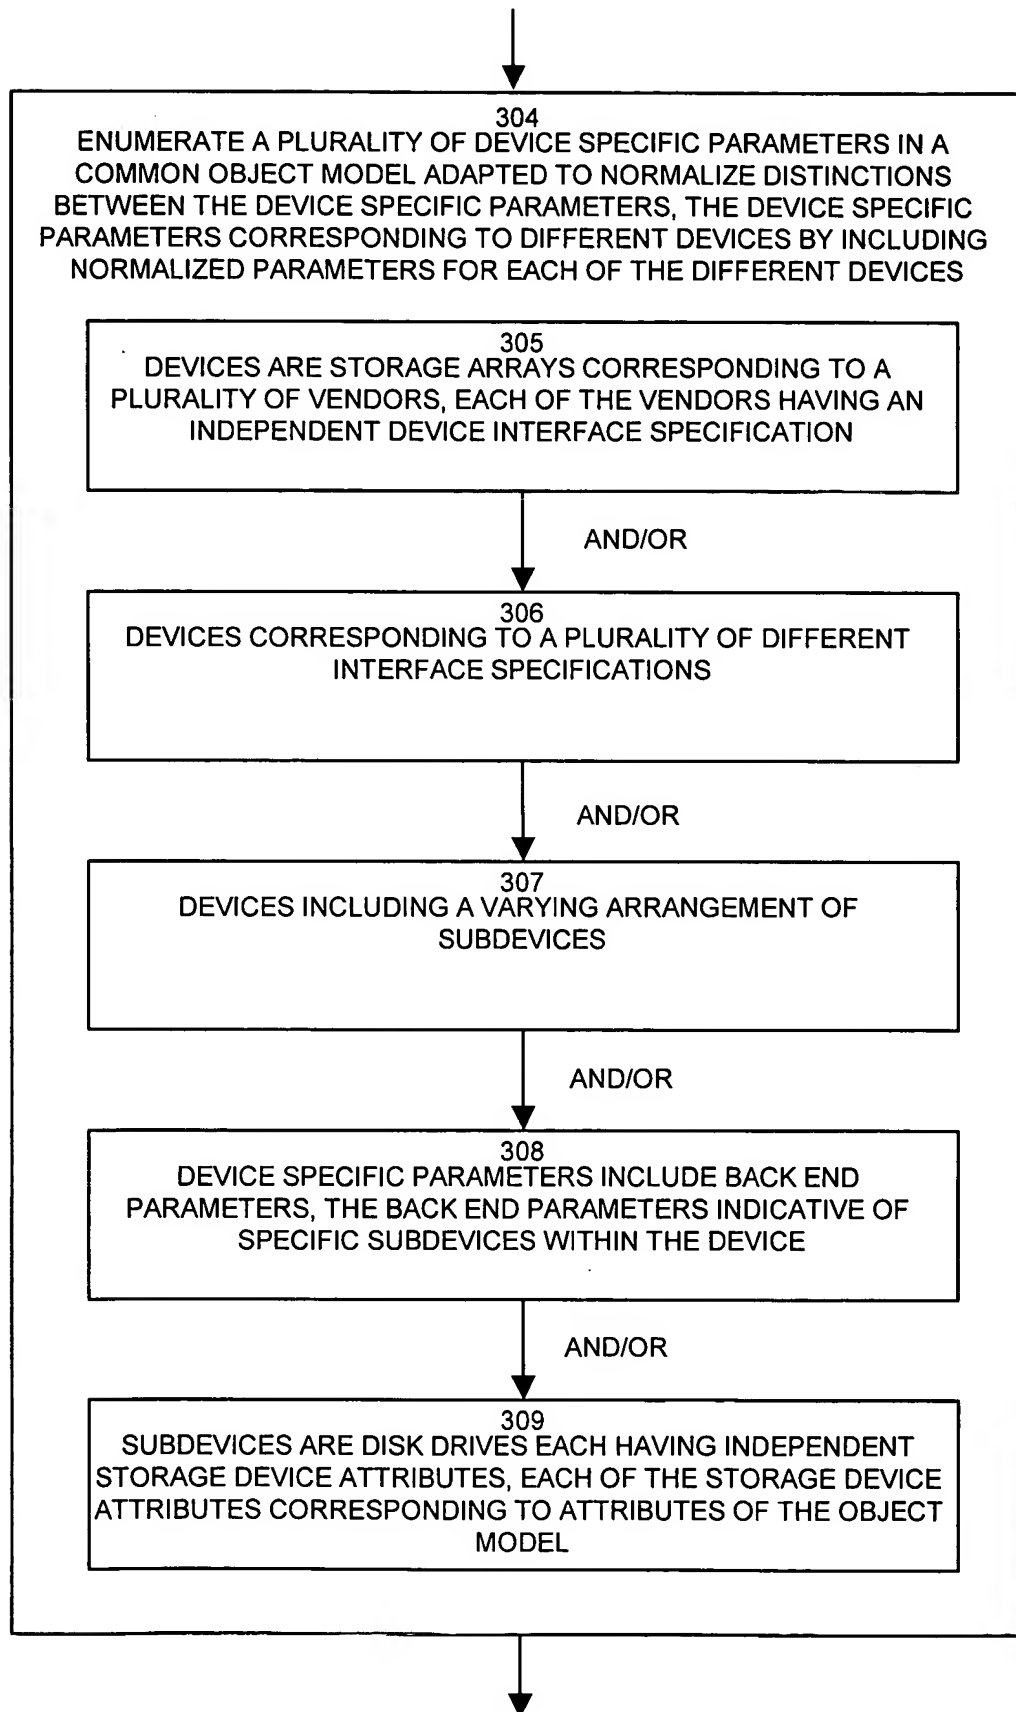 304
ENUMERATE A PLURALITY OF DEVICE SPECIFIC PARAMETERS IN A
COMMON OBJECT MODEL ADAPTED TO NORMALIZE DISTINCTIONS
BETWEEN THE DEVICE SPECIFIC PARAMETERS, THE DEVICE SPECIFIC
PARAMETERS CORRESPONDING TO DIFFERENT DEVICES BY INCLUDING
NORMALIZED PARAMETERS FOR EACH OF THE DIFFERENT DEVICES
305
DEVICES ARE STORAGE ARRAYS CORRESPONDING TO A
PLURALITY OF VENDORS, EACH OF THE VENDORS HAVING AN
INDEPENDENT DEVICE INTERFACE SPECIFICATION
AND/OR
306
DEVICES CORRESPONDING TO A PLURALITY OF DIFFERENT
INTERFACE SPECIFICATIONS
AND/OR
307
DEVICES INCLUDING A VARYING ARRANGEMENT OF
SUBDEVICES
AND/OR
308
DEVICE SPECIFIC PARAMETERS INCLUDE BACK END
PARAMETERS, THE BACK END PARAMETERS INDICATIVE OF
SPECIFIC SUBDEVICES WITHIN THE DEVICE
AND/OR
309
SUBDEVICES ARE DISK DRIVES EACH HAVING INDEPENDENT
STORAGE DEVICE ATTRIBUTES, EACH OF THE STORAGE DEVICE
ATTRIBUTES CORRESPONDING TO ATTRIBUTES OF THE OBJECT
MODEL